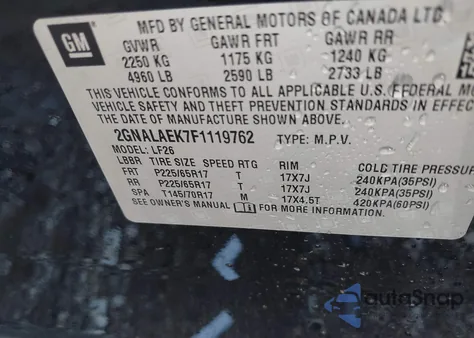 GM
MFD BY GENERAL MOTORS OF CANADA LTD.
GVWR GAWR FRT GAWR RR
2250 KG 1175 KG 1240 KG
4960 LB 2590 LB 2733 LB
THIS VEHICLE CONFORMS TO ALL APPLICABLE U.S. FEDERAL MO
VEHICLE SAFETY AND THEFT PREVENTION STANDARDS IN EFFECT
THE DATE OF MANUFACTURE SHOWN ABOVE.
2GNALAEK7F1119762 TYPE: M.P.V.
MODEL: LF26
TIRE SIZE SPEED RTG RIM COLD TIRE PRESSUR
FRT P225/65R17 T 17X7J 240KPA(35PSI)
RR P225/65R17 T 17X7J 240KPA(35PSI)
SPA T145/70R17 M 17X4.5T 420KPA(60PSI)
SEE OWNER'S MANUAL FOR MORE INFORMATION.
autoSnap